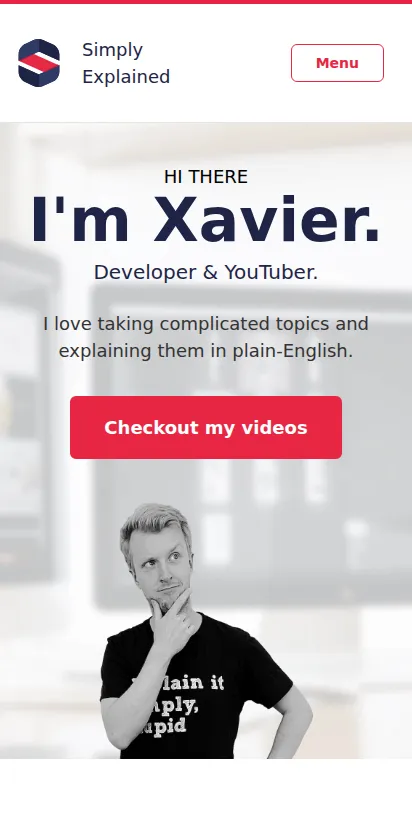 Simply
Explained
Menu
HI THERE
I'm Xavier.
Developer & YouTuber.
I love taking complicated topics and
explaining them in plain-English.
Checkout my videos
it